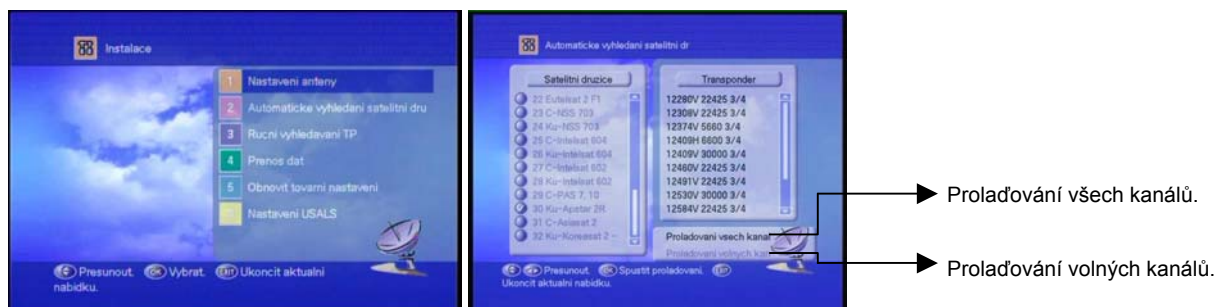 Instalace
1 Nastaveni anteny
2 Automaticke vyhledani satelitni dru
3 Rucni vyhledavani TP
4 Prenos dat
5 Obnovit tovarni nastaveni
Nastaveni USALS
Presunout. OK Vybrat. EXIT Ukoncit aktualni
nabidku.
Automaticke vyhledani satelitni dr
Satelitni druzice
22 Eutelsat 2 F1
23 C-NSS 703
24 Ku-NSS 703
25 C-Intelsat 604
26 Ku-Intelsat 604
27 C-Intelsat 602
28 Ku-Intelsat 602
29 C-PAS 7, 10
30 Ku-Apstar 2R
31 C-Asiasat 2
32 Ku-Koreasat 2 -
Transponder
12280V 22425 3/4
12308V 22425 3/4
12374V 5660 3/4
12409H 6600 3/4
12409V 30000 3/4
12460V 22425 3/4
12491V 22425 3/4
12530V 30000 3/4
12584V 22425 3/4
Proladovani vsech kanal
Proladovani volnych kan
Presunout. OK Spustit proladovani. EXIT
Ukoncit aktualni nabidku.
Prolaďování všech kanálů.
Prolaďování volných kanálů.